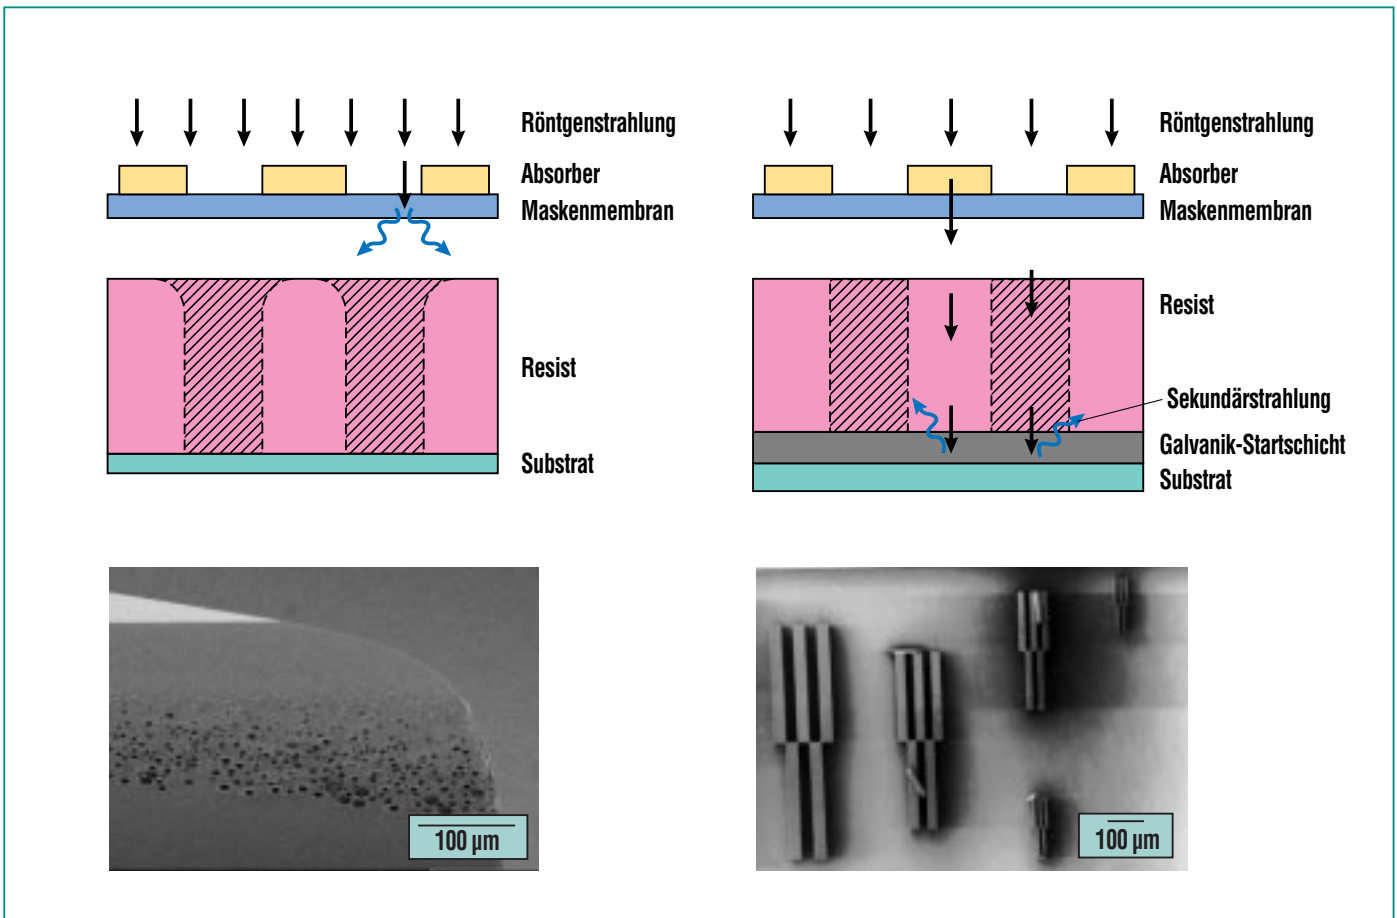 Röntgenstrahlung
Absorber
Maskenmembran
Resist
Substrat
100 µm
Röntgenstrahlung
Absorber
Maskenmembran
Resist
Sekundärstrahlung
Galvanik-Startschicht
Substrat
100 µm